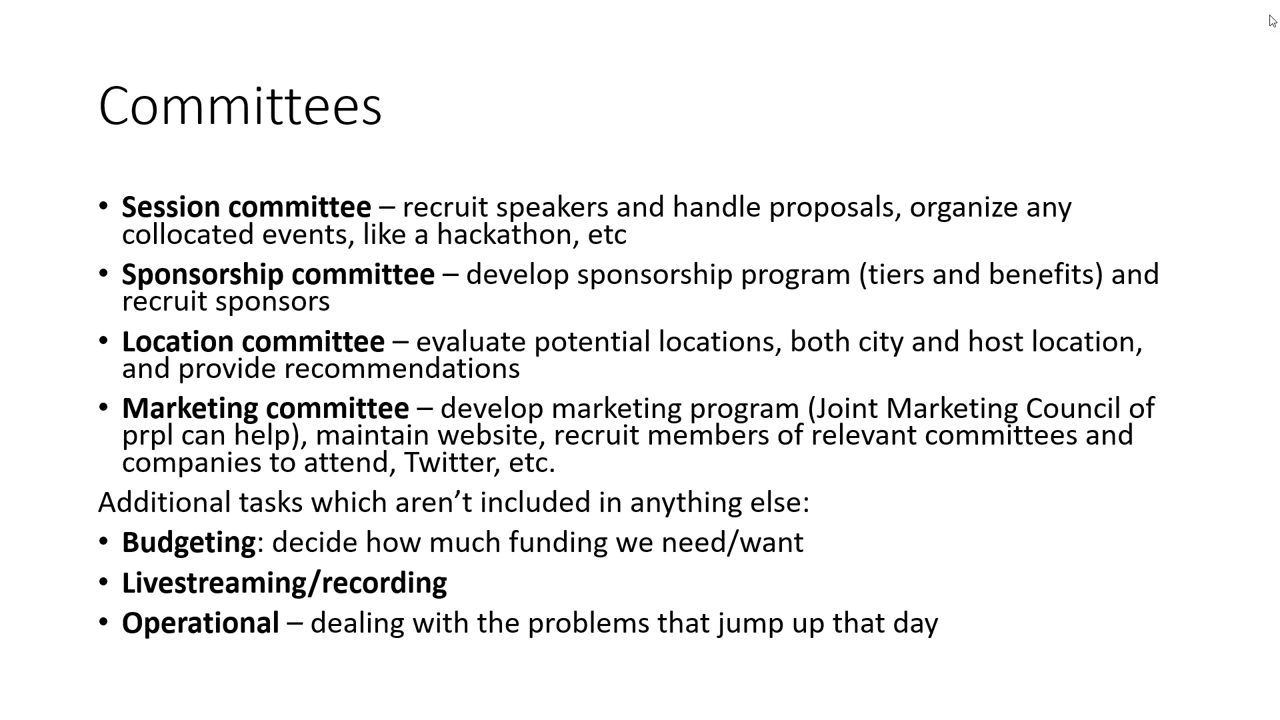 Committees
• Session committee – recruit speakers and handle proposals, organize any
collocated events, like a hackathon, etc
• Sponsorship committee – develop sponsorship program (tiers and benefits) and
recruit sponsors
• Location committee – evaluate potential locations, both city and host location,
and provide recommendations
• Marketing committee – develop marketing program (Joint Marketing Council of
prpl can help), maintain website, recruit members of relevant committees and
companies to attend, Twitter, etc.
Additional tasks which aren’t included in anything else:
• Budgeting: decide how much funding we need/want
• Livestreaming/recording
• Operational – dealing with the problems that jump up that day